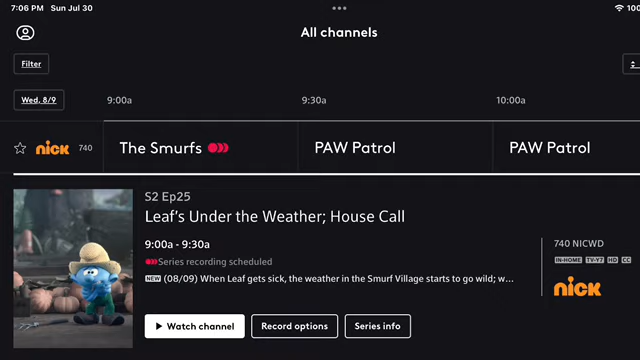 7:06 PM Sun Jul 30
100
All channels
Filter
Wed, 8/9 9:00a 9:30a 10:00a
nick 740 The Smurfs PAW Patrol PAW Patrol
S2 Ep25
Leaf's Under the Weather; House Call
9:00a - 9:30a
Series recording scheduled
NEW (08/09) When Leaf gets sick, the weather in the Smurf Village starts to go wild; w...
740 NICWD
IN-HOME TV-Y7 HD CC
nick
Watch channel Record options Series info